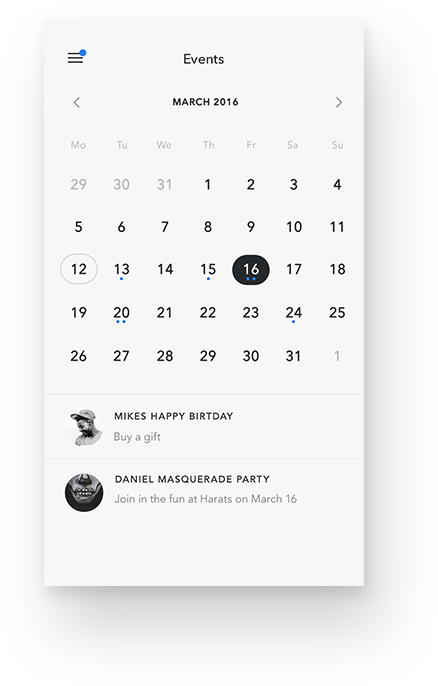 Events
MARCH 2016
Mo Tu We Th Fr Sa Su
29 30 31 1 2 3 4
5 6 7 8 9 10 11
12 13 14 15 16 17 18
19 20 21 22 23 24 25
26 27 28 29 30 31 1
MIKES HAPPY BIRTDAY
Buy a gift
DANIEL MASQUERADE PARTY
Join in the fun at Harats on March 16